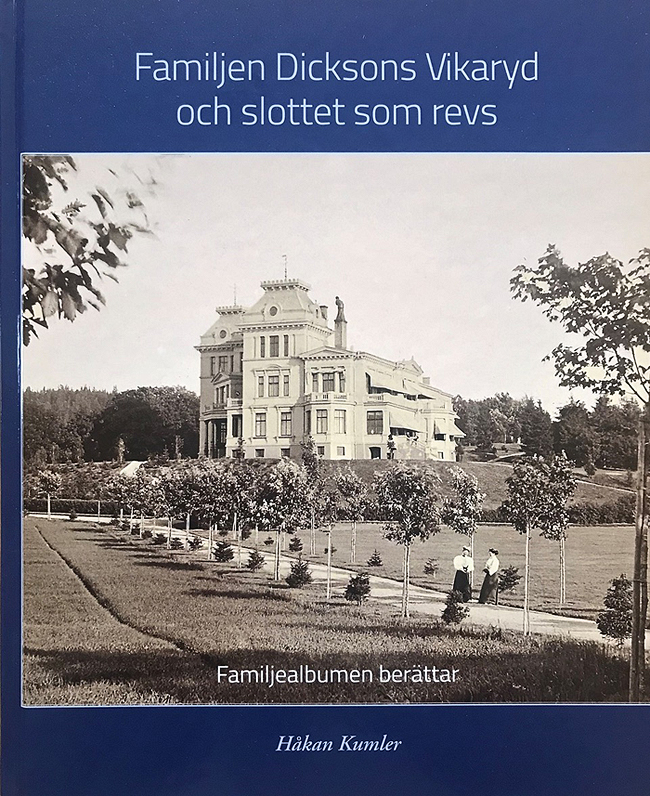 Familjen Dicksons Vikaryd
och slottet som revs
Familjealbumen berättar
Håkan Kumler